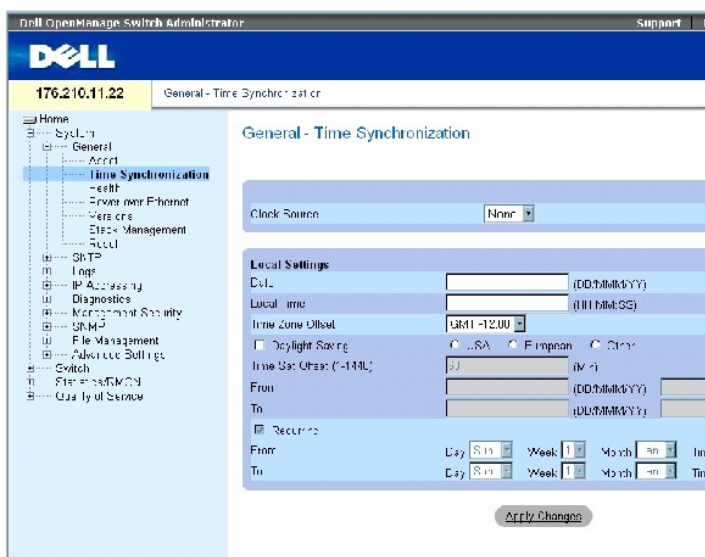 Dell OpenManage Switch Administrator Support
DELL
176.210.11.22 General - Time Synchronization
Home
System
General
Asset
Time Synchronization
Health
Power over Ethernet
Versions
Stack Management
Reset
SNTP
Logs
IP Addressing
Diagnostics
Management Security
SNMP
File Management
Advanced Settings
Switch
Statistics/RMON
Quality of Service
General - Time Synchronization
Clock Source None
Local Settings
Date (DD/MMM/YY)
Local Time (HH:MM:SS)
Time Zone Offset GMT -12:00
Daylight Saving USA European Other
Time Set Offset (1-1440) 60 (Min)
From (DD/MMM/YY)
To (DD/MMM/YY)
Recurring
From Day Sun Week 1 Month Jan
To Day Sun Week 1 Month Jan
Apply Changes